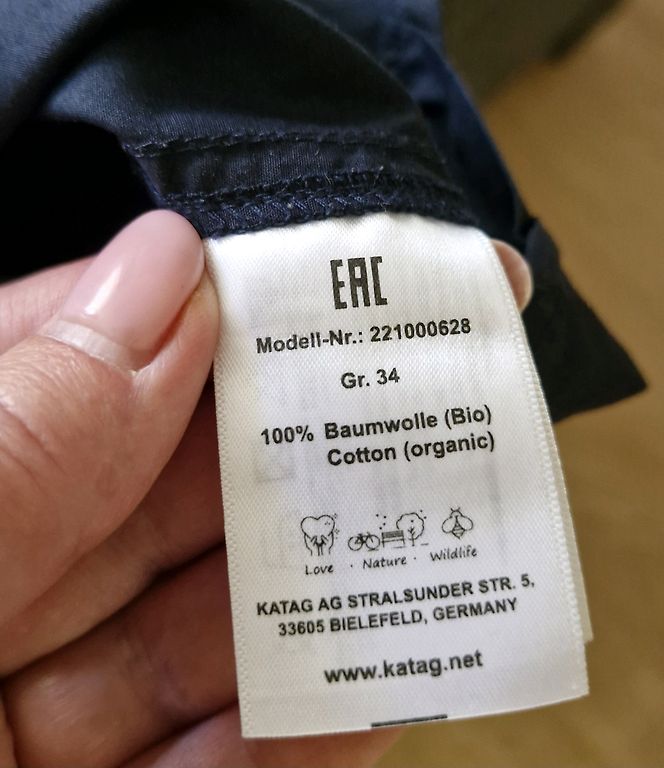 EAC
Modell-Nr.: 221000628
Gr. 34
100% Baumwolle (Bio)
Cotton (organic)
Love · Nature · Wildlife
KATAG AG STRALSUNDER STR. 5,
33605 BIELEFELD, GERMANY
www.katag.net